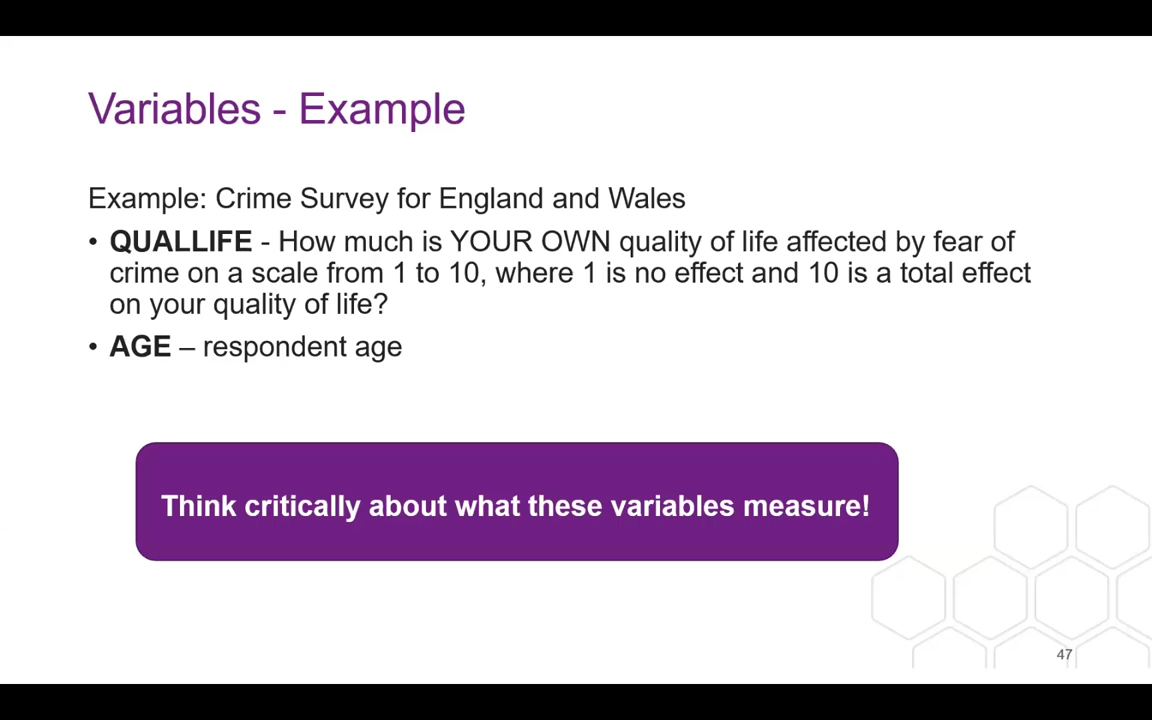 Variables - Example
Example: Crime Survey for England and Wales
• QUALLIFE - How much is YOUR OWN quality of life affected by fear of
crime on a scale from 1 to 10, where 1 is no effect and 10 is a total effect
on your quality of life?
• AGE – respondent age
Think critically about what these variables measure!
47